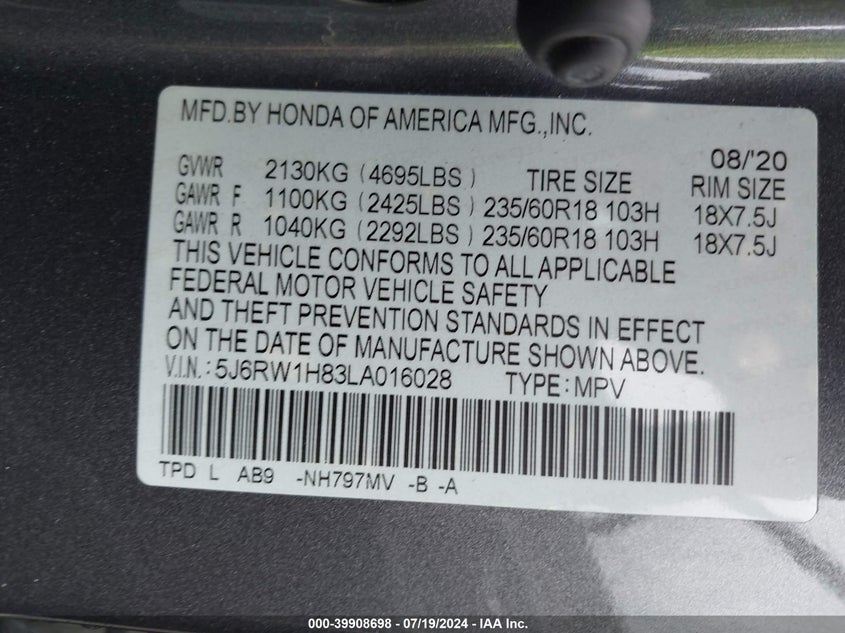 MFD.BY HONDA OF AMERICA MFG.,INC.
08/'20
GVWR 2130KG (4695LBS) TIRE SIZE RIM SIZE
GAWR F 1100KG (2425LBS) 235/60R18 103H 18X7.5J
GAWR R 1040KG (2292LBS) 235/60R18 103H 18X7.5J
THIS VEHICLE CONFORMS TO ALL APPLICABLE
FEDERAL MOTOR VEHICLE SAFETY
AND THEFT PREVENTION STANDARDS IN EFFECT
ON THE DATE OF MANUFACTURE SHOWN ABOVE.
V.I.N.: 5J6RW1H83LA016028 TYPE: MPV
TPD L AB9 -NH797MV -B -A
000-39908698 - 07/19/2024 - IAA Inc.